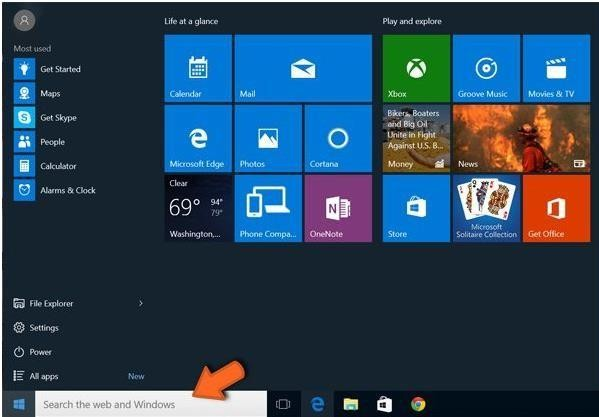 Most used
Get Started
Maps
Get Skype
People
Calculator
Alarms & Clock
File Explorer
Settings
Power
All apps New
Life at a glance
Calendar
Mail
Microsoft Edge
Photos
Cortana
Clear
69° 94°
79°
Washington,...
Phone Compa...
OneNote
Play and explore
Xbox
Groove Music
Movies & TV
Bikers, Boaters
and Big Oil
Unite in Fight
Against U.S. B...
Money
News
Store
Microsoft
Solitaire Collection
Get Office
Search the web and Windows